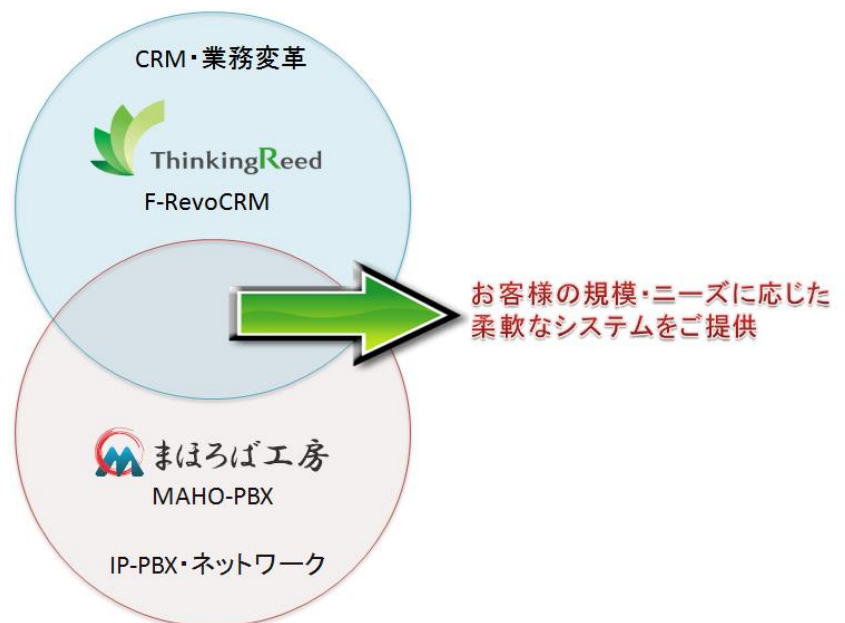 CRM・業務変革
ThinkingReed
F-RevoCRM
お客様の規模・ニーズに応じた
柔軟なシステムをご提供
まほろば工房
MAHO-PBX
IP-PBX・ネットワーク